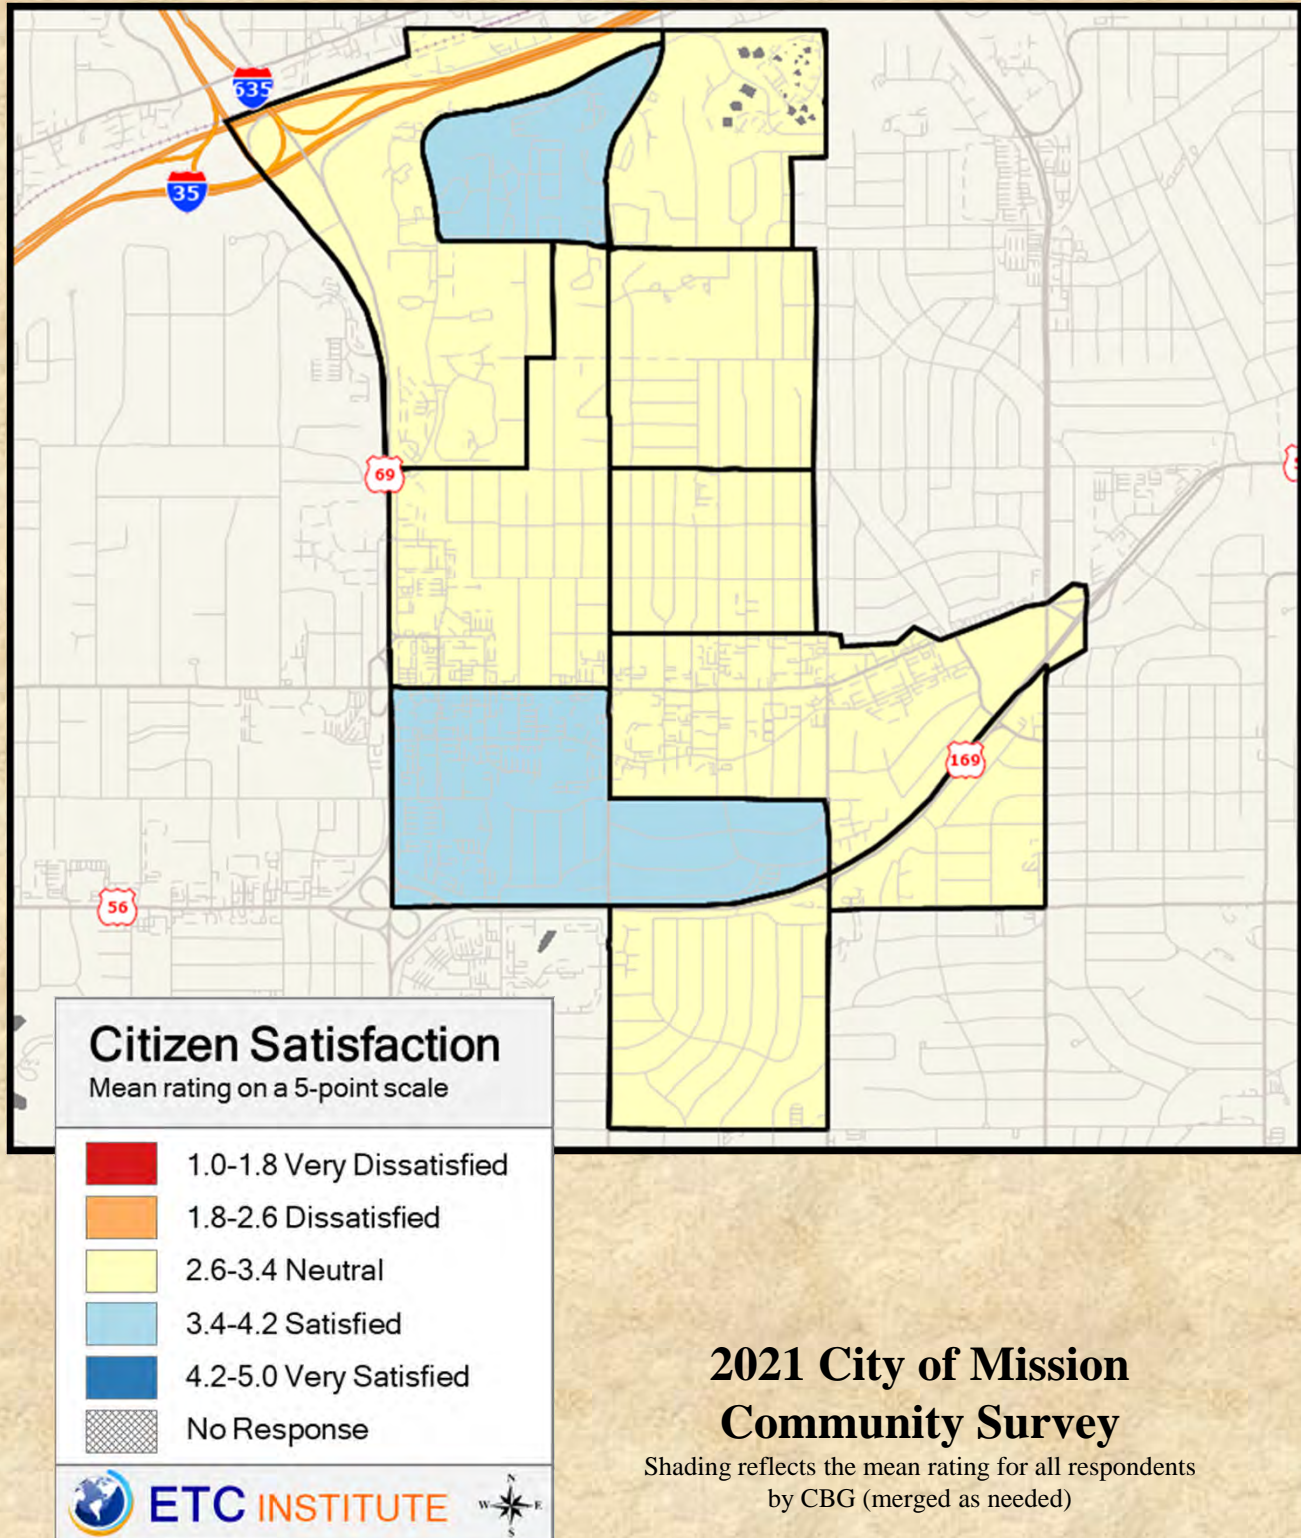 635
35
69
169
56
Citizen Satisfaction
Mean rating on a 5-point scale
1.0-1.8 Very Dissatisfied
1.8-2.6 Dissatisfied
2.6-3.4 Neutral
3.4-4.2 Satisfied
4.2-5.0 Very Satisfied
No Response
ETC INSTITUTE
N
W E
S
2021 City of Mission
Community Survey
Shading reflects the mean rating for all respondents
by CBG (merged as needed)